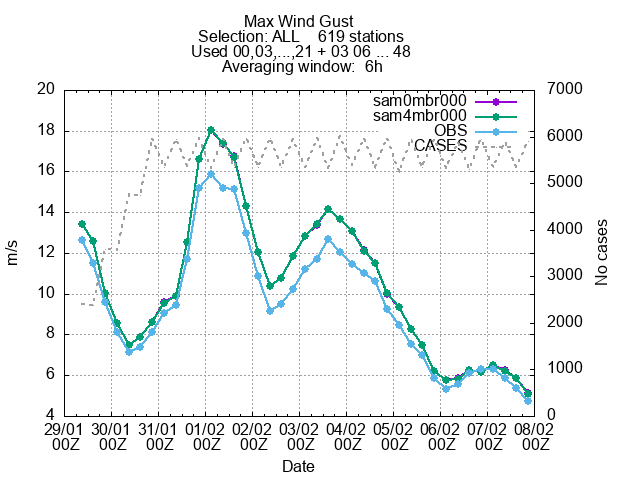 Max Wind Gust
Selection: ALL 619 stations
Used 00,03,...,21 + 03 06 ... 48
Averaging window: 6h
20 7000
sam0mbr000
sam4mbr000
OBS
CASES
18 6000
16 5000
14 4000
12 3000
10 2000
8 1000
6 0
4
m/s
No cases
29/01 30/01 31/01 01/02 02/02 03/02 04/02 05/02 06/02 07/02 08/02
00Z 00Z 00Z 00Z 00Z 00Z 00Z 00Z 00Z 00Z 00Z
Date